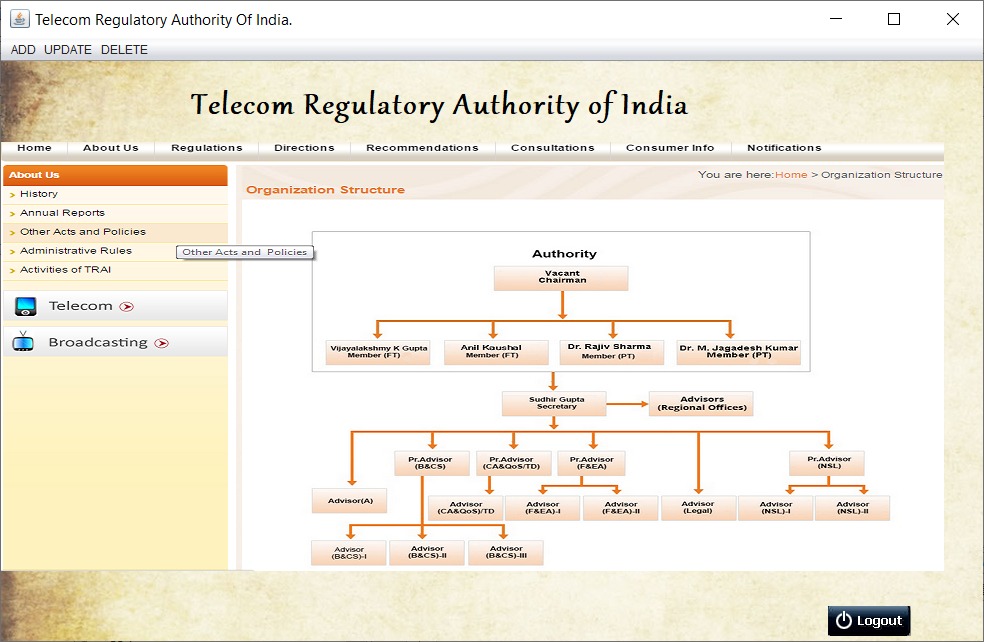 Telecom Regulatory Authority Of India.
ADD UPDATE DELETE
Telecom Regulatory Authority of India
Home About Us Regulations Directions Recommendations Consultations Consumer Info Notifications
About Us
History
Annual Reports
Other Acts and Policies
Administrative Rules
Activities of TRAI
Other Acts and Policies
Telecom
Broadcasting
You are here:Home > Organization Structure
Organization Structure
Authority
Vacant
Chairman
Vijayalakshmy K Gupta
Member (FT)
Anil Kaushal
Member (FT)
Dr. Rajiv Sharma
Member (PT)
Dr. M. Jagadesh Kumar
Member (PT)
Sudhir Gupta
Secretary
Advisors
(Regional Offices)
Pr.Advisor
(B&CS)
Pr.Advisor
(CA&QoS/TD)
Pr.Advisor
(F&EA)
Pr.Advisor
(NSL)
Advisor(A)
Advisor
(CA&QoS)/TD
Advisor
(F&EA)-I
Advisor
(F&EA)-II
Advisor
(Legal)
Advisor
(NSL)-I
Advisor
(NSL)-II
Advisor
(B&CS)-I
Advisor
(B&CS)-II
Advisor
(B&CS)-III
Logout